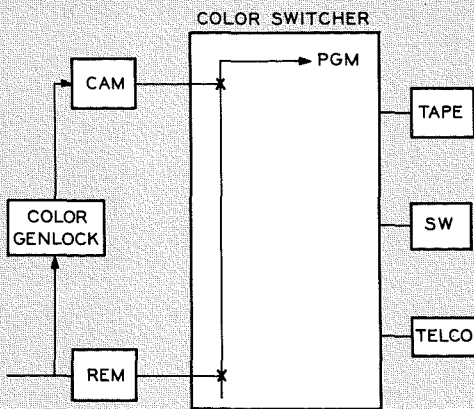 COLOR SWITCHER
PGM
CAM
TAPE
COLOR
GENLOCK
SW
TELCO
REM